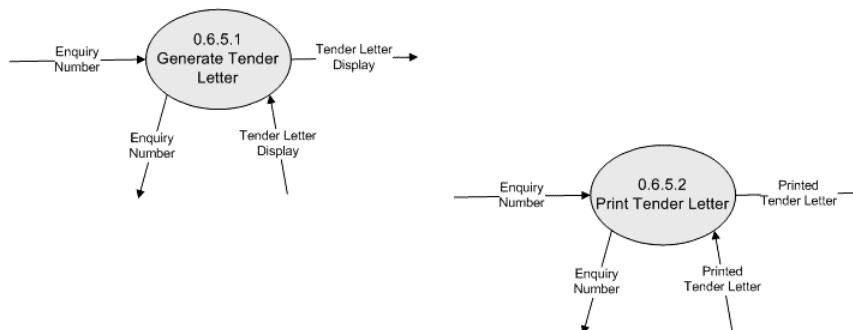 0.6.5.1
Generate Tender
Letter
Enquiry
Number
Tender Letter
Display
Enquiry
Number
Tender Letter
Display
0.6.5.2
Print Tender Letter
Enquiry
Number
Printed
Tender Letter
Enquiry
Number
Printed
Tender Letter